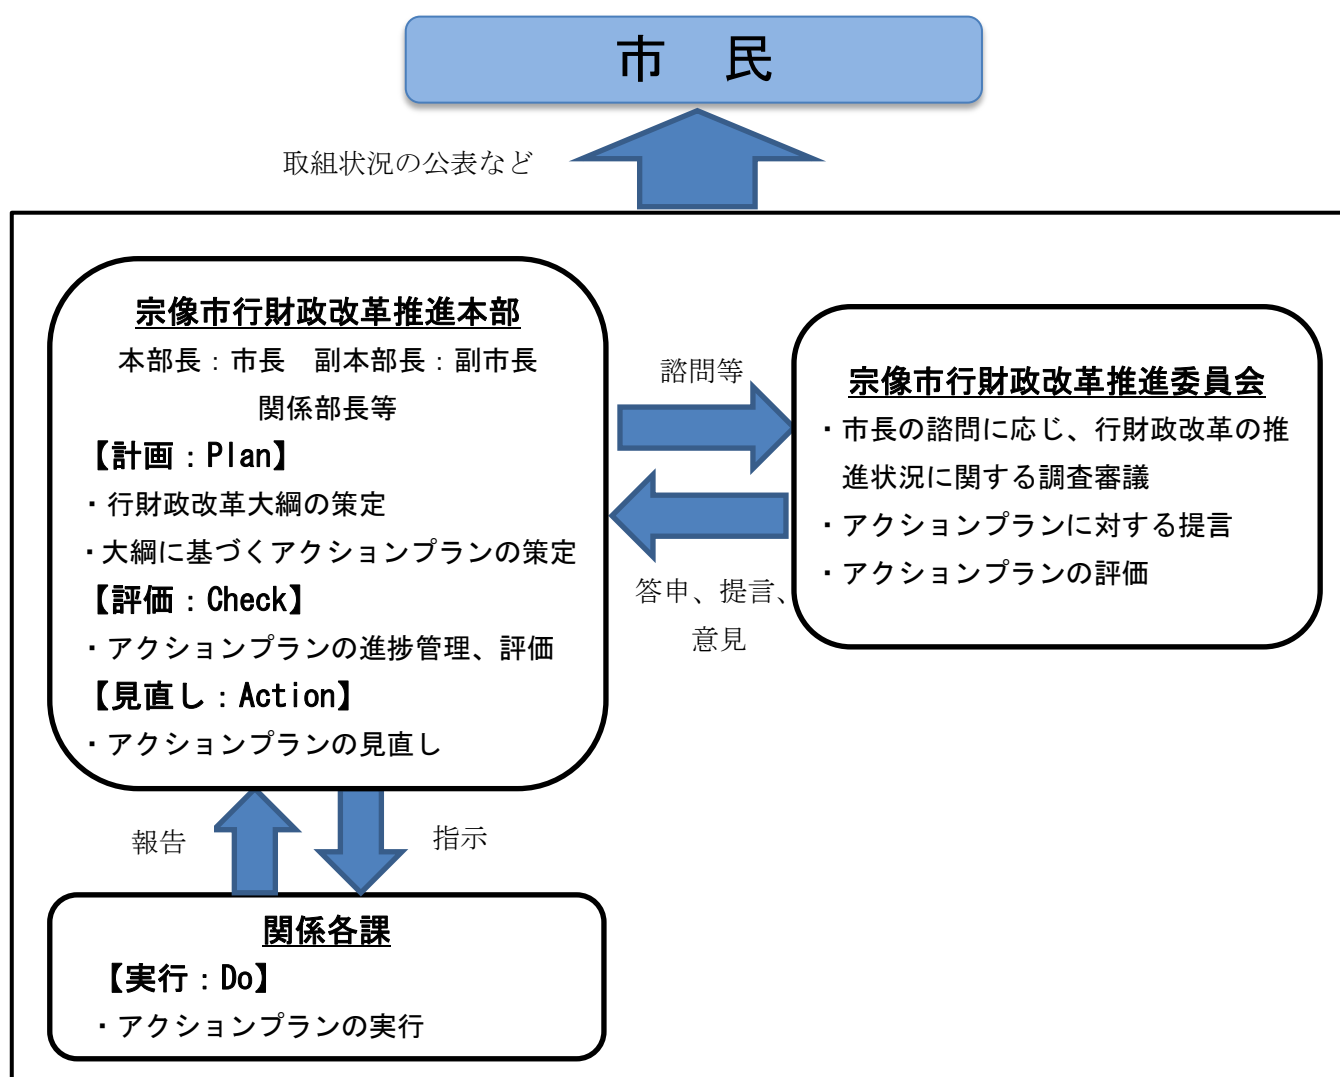 市　民
取組状況の公表など
宗像市行財政改革推進本部
本部長：市長　副本部長：副市長
関係部長等
【計画：Plan】
・行財政改革大綱の策定
・大綱に基づくアクションプランの策定
【評価：Check】
・アクションプランの進捗管理、評価
【見直し：Action】
・アクションプランの見直し
諮問等
答申、提言、
意見
宗像市行財政改革推進委員会
・市長の諮問に応じ、行財政改革の推
進状況に関する調査審議
・アクションプランに対する提言
・アクションプランの評価
報告
指示
関係各課
【実行：Do】
・アクションプランの実行